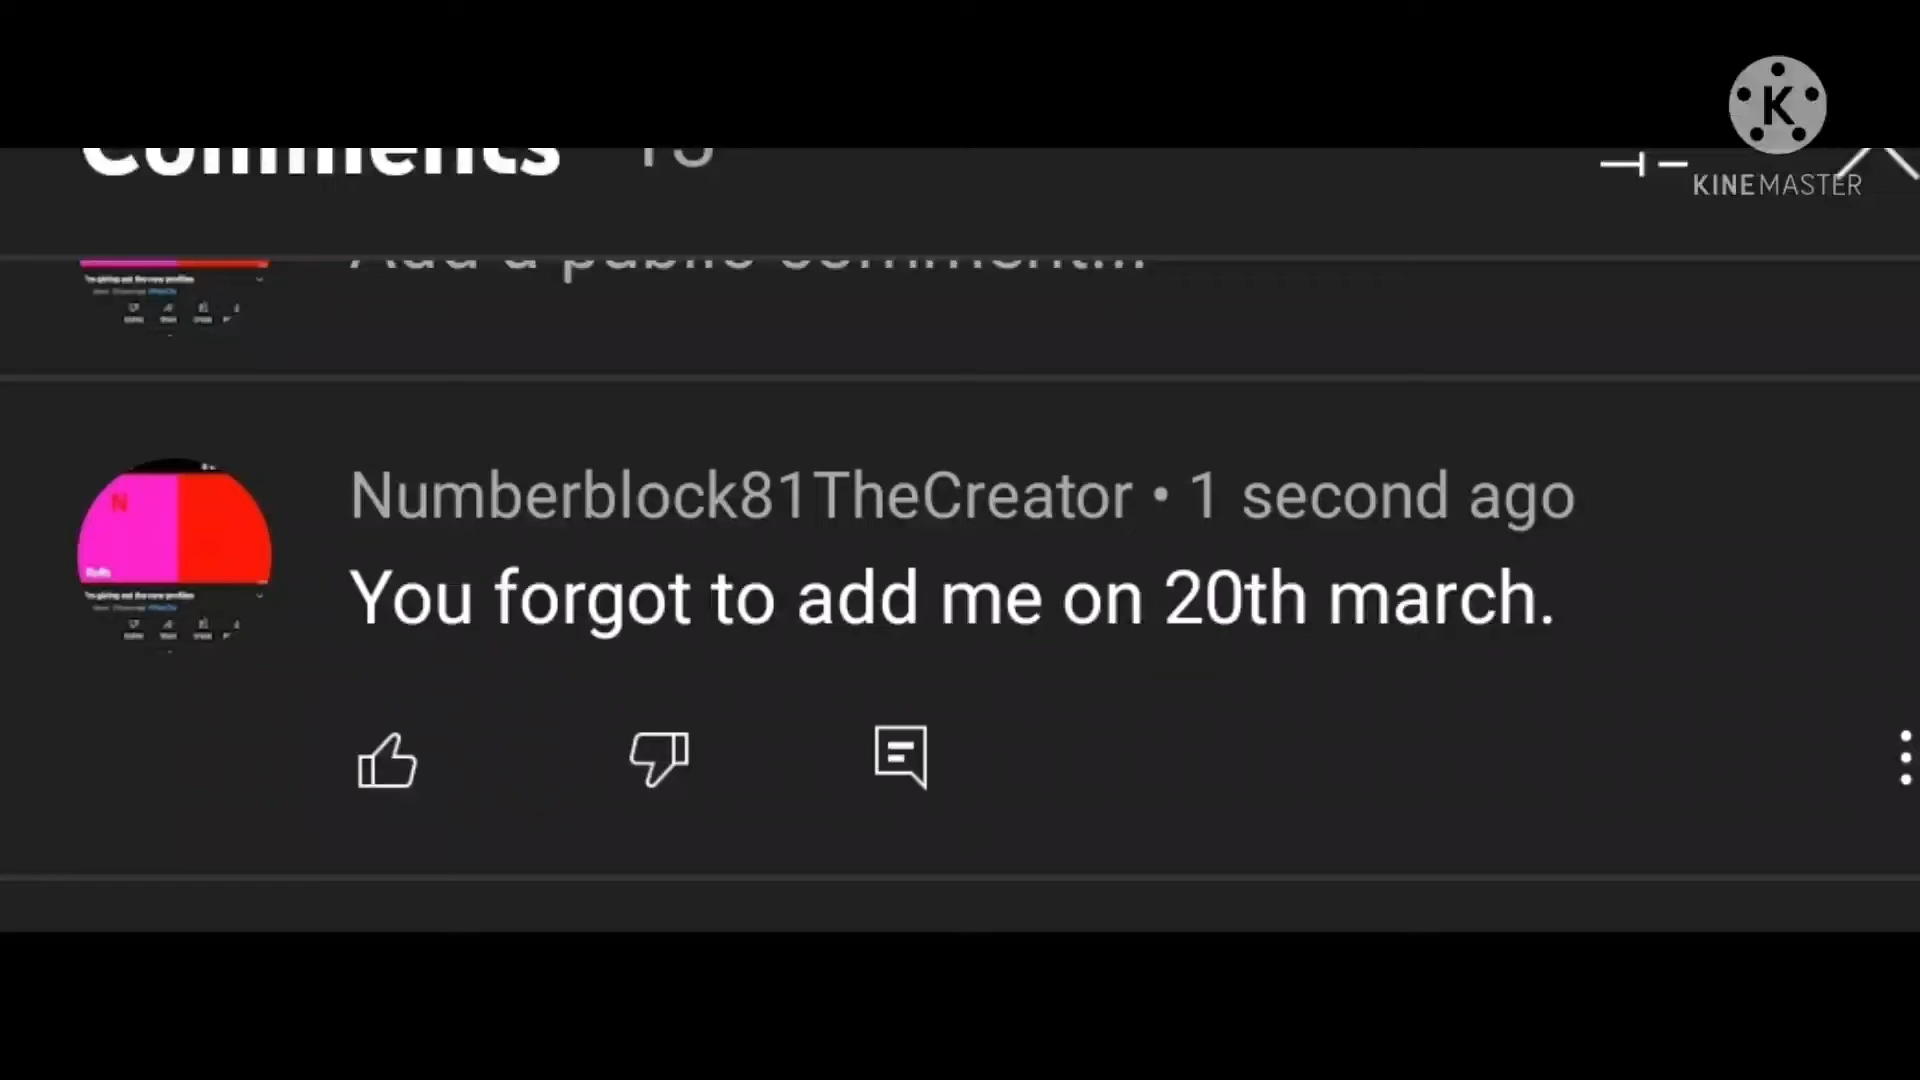 K
KINEMASTER
Comments
Add a public comment...
N
Numberblock81TheCreator • 1 second ago
You forgot to add me on 20th march.